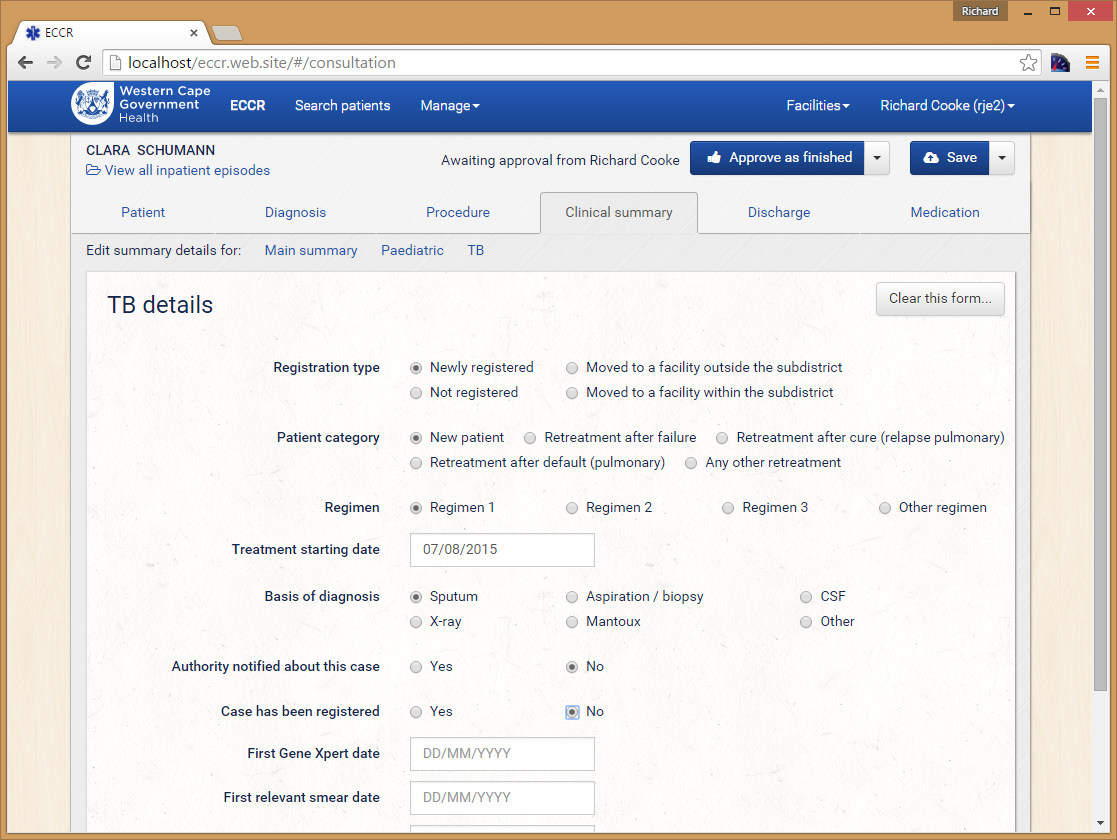 Richard
ECCR
localhost/eccr.web.site/#/consultation
Western Cape
Government
Health
ECCR Search patients Manage Facilities Richard Cooke (rje2)
CLARA SCHUMANN
View all inpatient episodes
Awaiting approval from Richard Cooke Approve as finished Save
Patient Diagnosis Procedure Clinical summary Discharge Medication
Edit summary details for: Main summary Paediatric TB
TB details
Clear this form...
Registration type Newly registered Moved to a facility outside the subdistrict
Not registered Moved to a facility within the subdistrict
Patient category New patient Retreatment after failure Retreatment after cure (relapse pulmonary)
Retreatment after default (pulmonary) Any other retreatment
Regimen Regimen 1 Regimen 2 Regimen 3 Other regimen
Treatment starting date 07/08/2015
Basis of diagnosis Sputum Aspiration / biopsy CSF
X-ray Mantoux Other
Authority notified about this case Yes No
Case has been registered Yes No
First Gene Xpert date DD/MM/YYYY
First relevant smear date DD/MM/YYYY